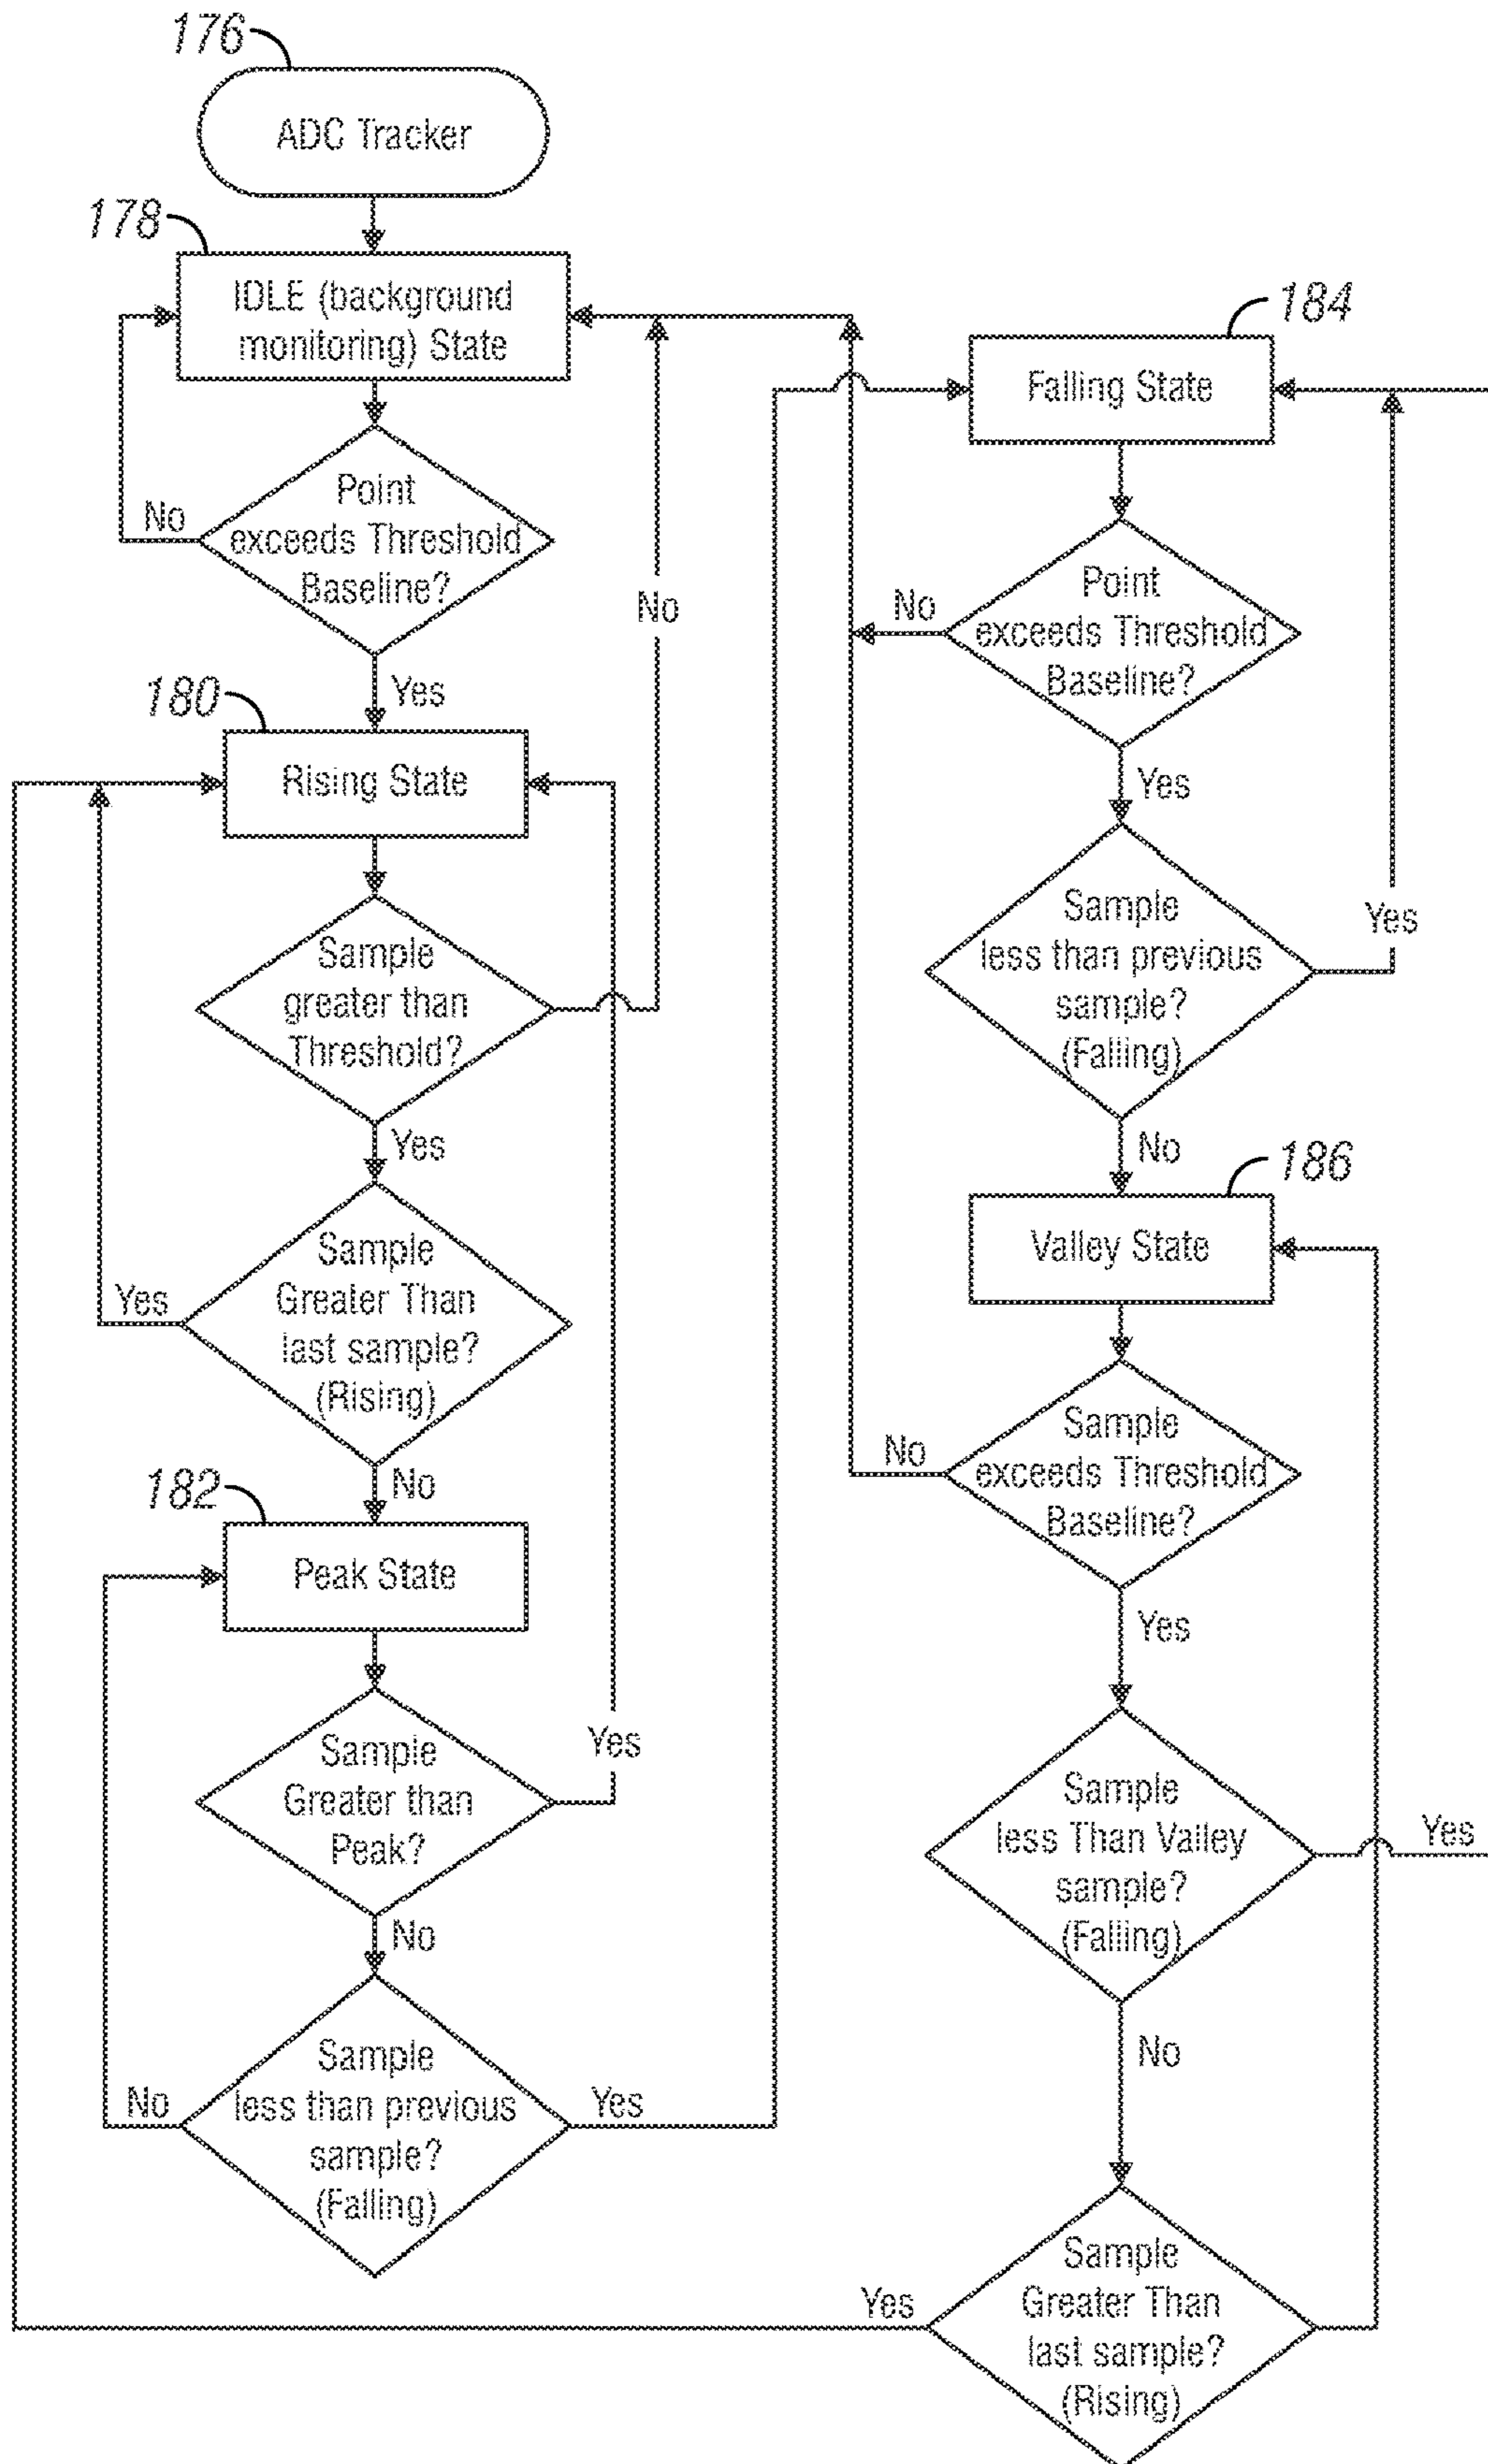 176
ADC Tracker
178
IDLE (background
monitoring) State
Point
exceeds Threshold
Baseline?
No
Yes
180
Rising State
Sample
greater than
Threshold?
No
Yes
Sample
Greater Than
last sample?
(Rising)
Yes
No
182
Peak State
Sample
Greater than
Peak?
Yes
No
Sample
less than previous
sample?
(Falling)
No
Yes
184
Falling State
Point
exceeds Threshold
Baseline?
No
Yes
Sample
less than previous
sample?
(Falling)
Yes
No
186
Valley State
Sample
exceeds Threshold
Baseline?
No
Yes
Sample
less Than Valley
sample?
(Falling)
Yes
No
Sample
Greater Than
last sample?
(Rising)
Yes